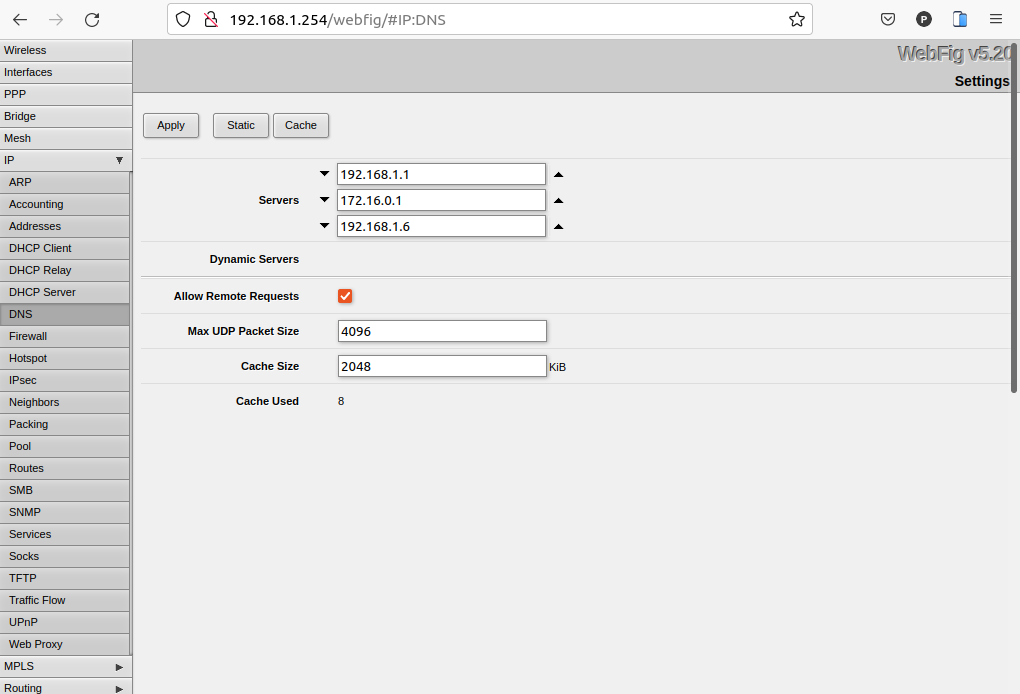 192.168.1.254/webfig/#IP:DNS
P
WebFig v5.20
Settings
Wireless
Interfaces
PPP
Bridge
Mesh
IP
ARP
Accounting
Addresses
DHCP Client
DHCP Relay
DHCP Server
DNS
Firewall
Hotspot
IPsec
Neighbors
Packing
Pool
Routes
SMB
SNMP
Services
Socks
TFTP
Traffic Flow
UPnP
Web Proxy
MPLS
Routing
Apply Static Cache
192.168.1.1
Servers 172.16.0.1
192.168.1.6
Dynamic Servers
Allow Remote Requests
Max UDP Packet Size 4096
Cache Size 2048 KiB
Cache Used 8